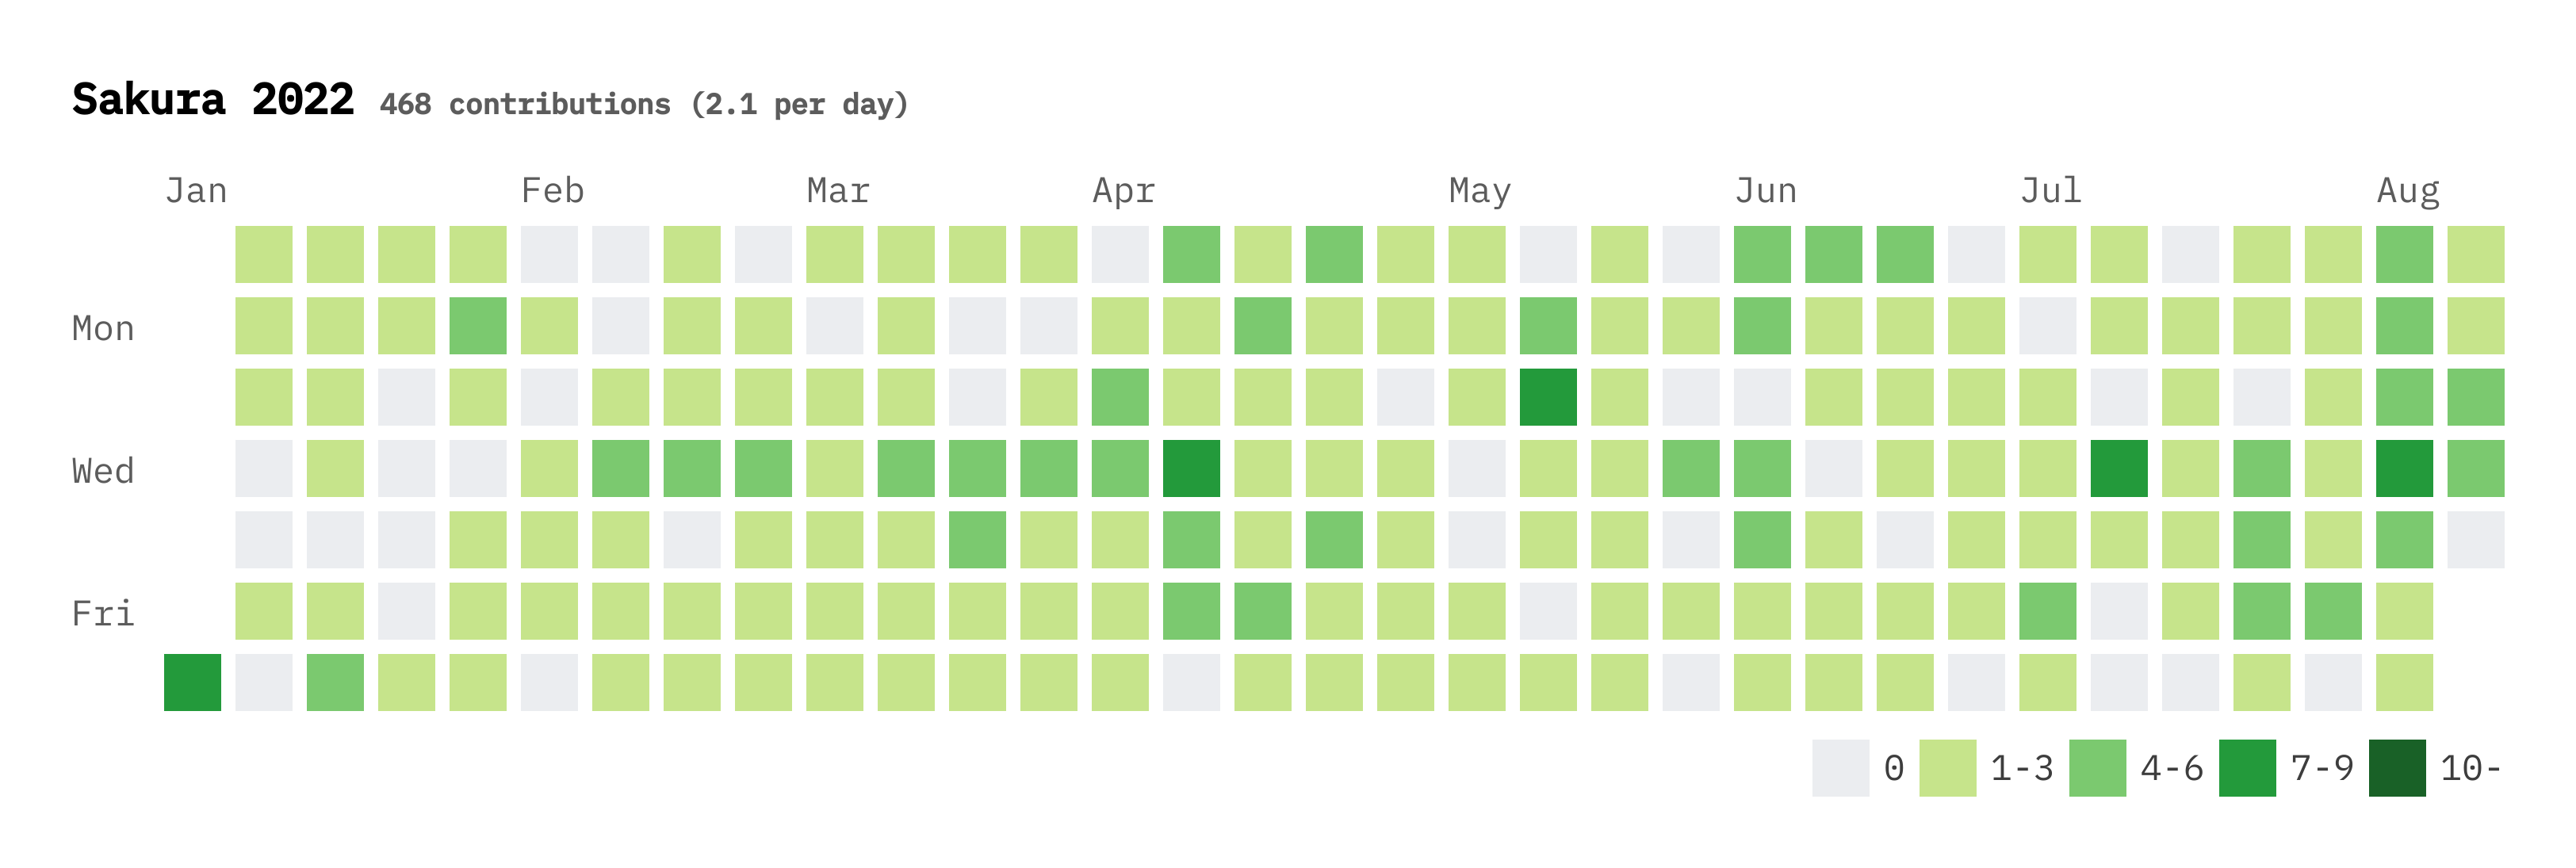 Sakura 2022 468 contributions (2.1 per day)
Jan Feb Mar Apr May Jun Jul Aug
Mon
Wed
Fri
0 1-3 4-6 7-9 10-